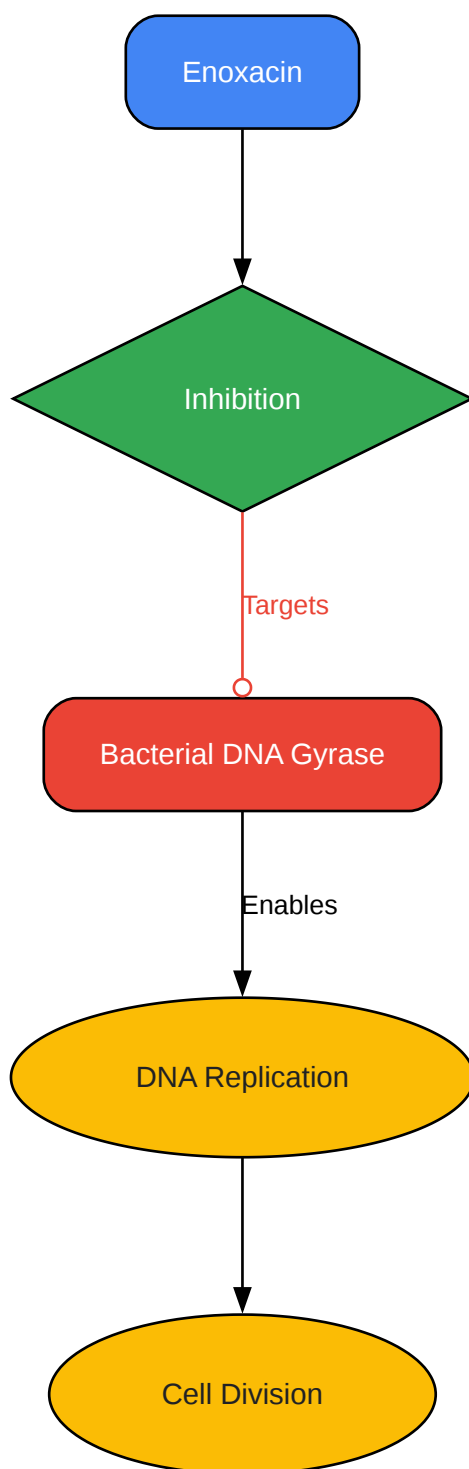 Enoxacin
Inhibition
Targets
Bacterial DNA Gyrase
Enables
DNA Replication
Cell Division